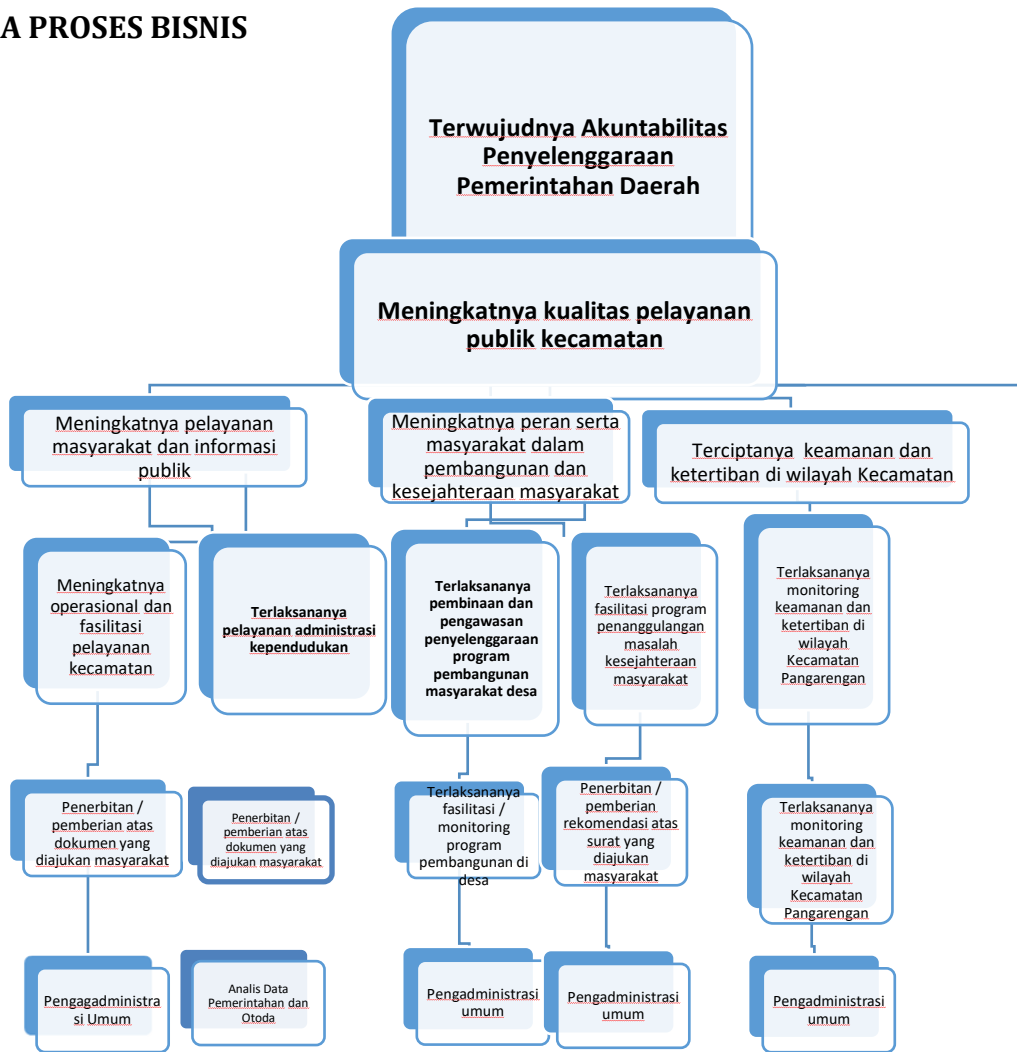 A PROSES BISNIS
Terwujudnya Akuntabilitas
Penyelenggaraan
Pemerintahan Daerah
Meningkatnya kualitas pelayanan
publik kecamatan
Meningkatnya pelayanan
masyarakat dan informasi
publik
Meningkatnya peran serta
masyarakat dalam
pembangunan dan
kesejahteraan masyarakat
Terciptanya keamanan dan
ketertiban di wilayah Kecamatan
Meningkatnya
operasional dan
fasilitasi
pelayanan
kecamatan
Terlaksananya
pelayanan administrasi
kependudukan
Terlaksananya
pembinaan dan
pengawasan
penyelenggaraan
program
pembangunan
masyarakat desa
Terlaksananya
fasilitasi program
penanggulangan
masalah
kesejahteraan
masyarakat
Terlaksananya
monitoring
keamanan dan
ketertiban di
wilayah
Kecamatan
Pangarengan
Penerbitan /
pemberian atas
dokumen yang
diajukan masyarakat
Penerbitan /
pemberian atas
dokumen yang
diajukan masyarakat
Terlaksananya
fasilitasi /
monitoring
program
pembangunan di
desa
Penerbitan /
pemberian
rekomendasi atas
surat yang
diajukan
masyarakat
Terlaksananya
monitoring
keamanan dan
ketertiban di
wilayah
Kecamatan
Pangarengan
Pengagadministra
si Umum
Analis Data
Pemerintahan dan
Otoda
Pengadministrasi
umum
Pengadministrasi
umum
Pengadministrasi
umum